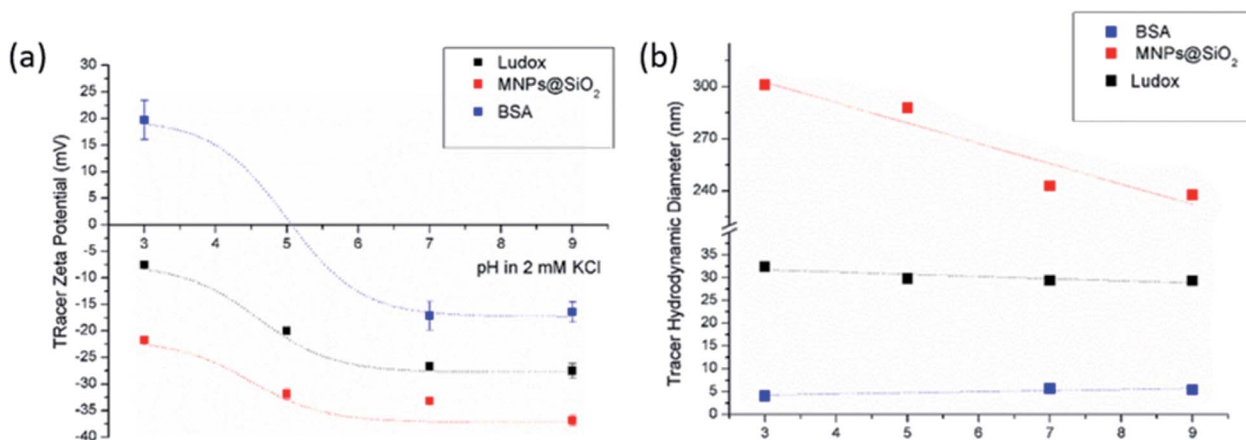 (a)
Ludox
MNPs@SiO2
BSA
TRacer Zeta Potential (mV)
30
25
20
15
10
5
0
-5
-10
-15
-20
-25
-30
-35
-40
3 4 5 6 7 8 9
pH in 2 mM KCl
(b)
BSA
MNPs@SiO2
Ludox
Tracer Hydrodynamic Diameter (nm)
300
270
240
35
30
25
20
15
10
5
0
3 4 5 6 7 8 9